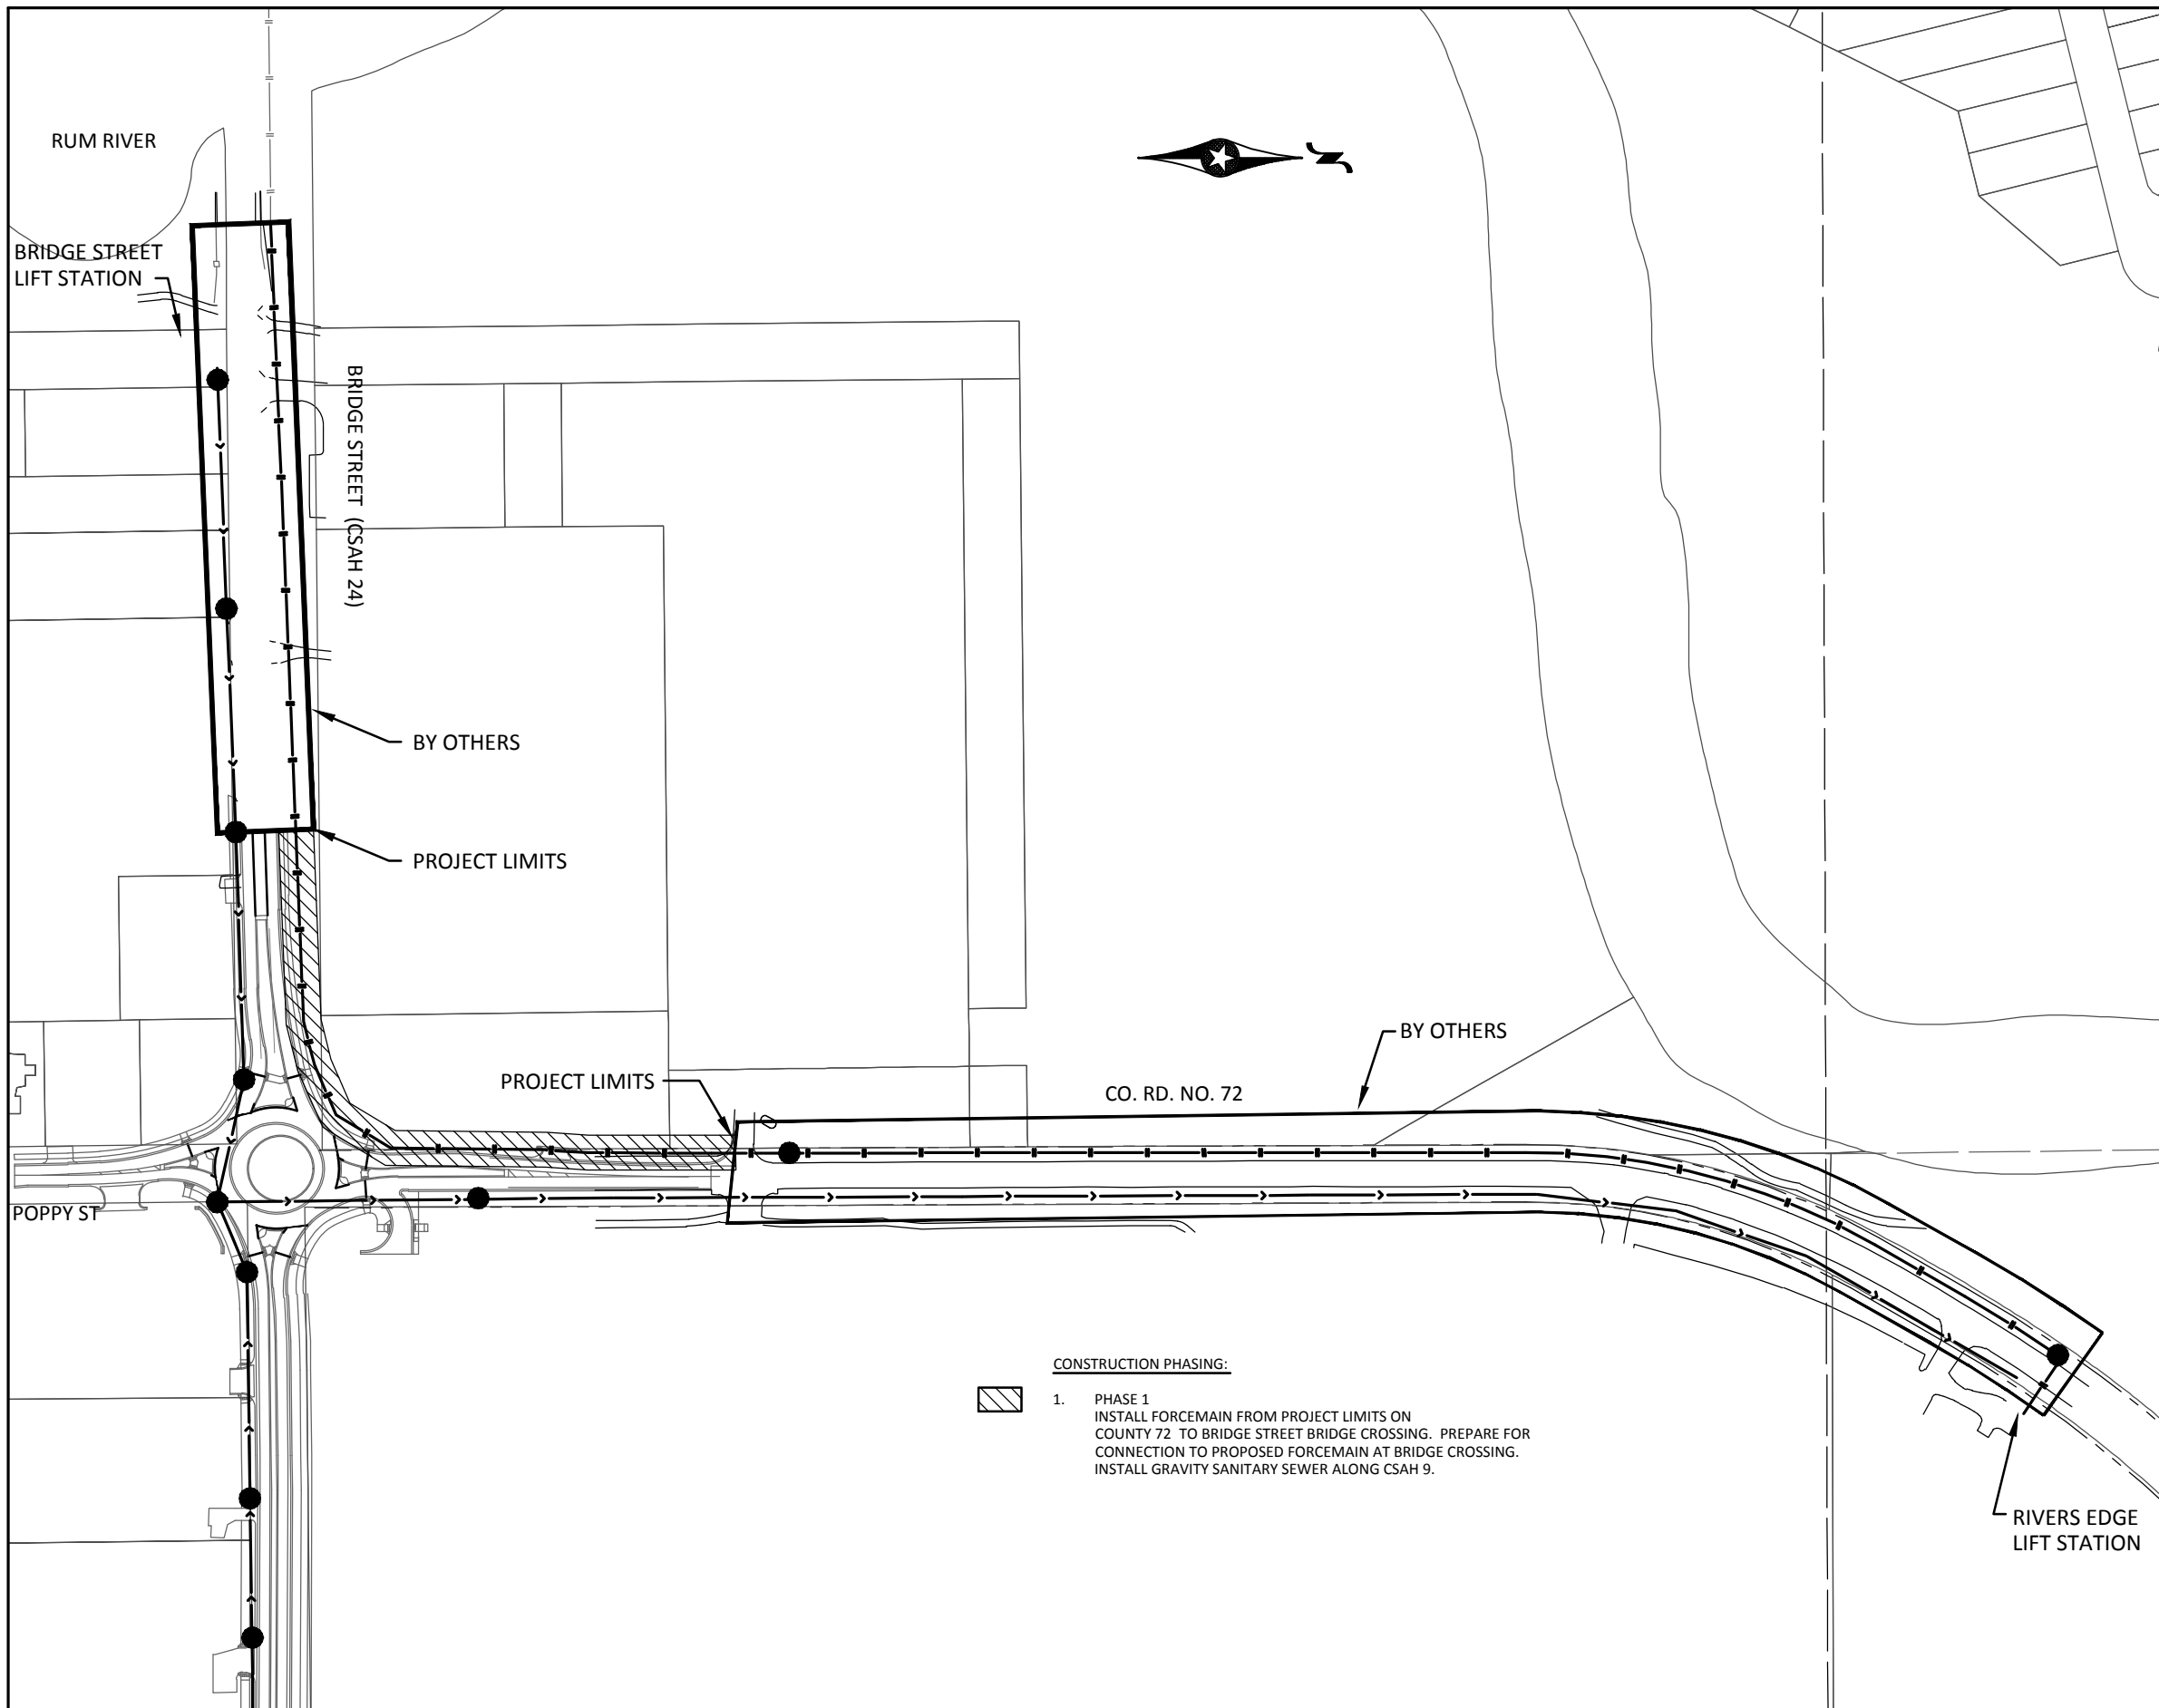 RUM RIVER
N
BRIDGE STREET
LIFT STATION
BRIDGE STREET (CSAH 24)
BY OTHERS
PROJECT LIMITS
BY OTHERS
PROJECT LIMITS
CO. RD. NO. 72
POPPY ST
CONSTRUCTION PHASING:
1. PHASE 1
INSTALL FORCEMAIN FROM PROJECT LIMITS ON
COUNTY 72 TO BRIDGE STREET BRIDGE CROSSING. PREPARE FOR
CONNECTION TO PROPOSED FORCEMAIN AT BRIDGE CROSSING.
INSTALL GRAVITY SANITARY SEWER ALONG CSAH 9.
RIVERS EDGE
LIFT STATION